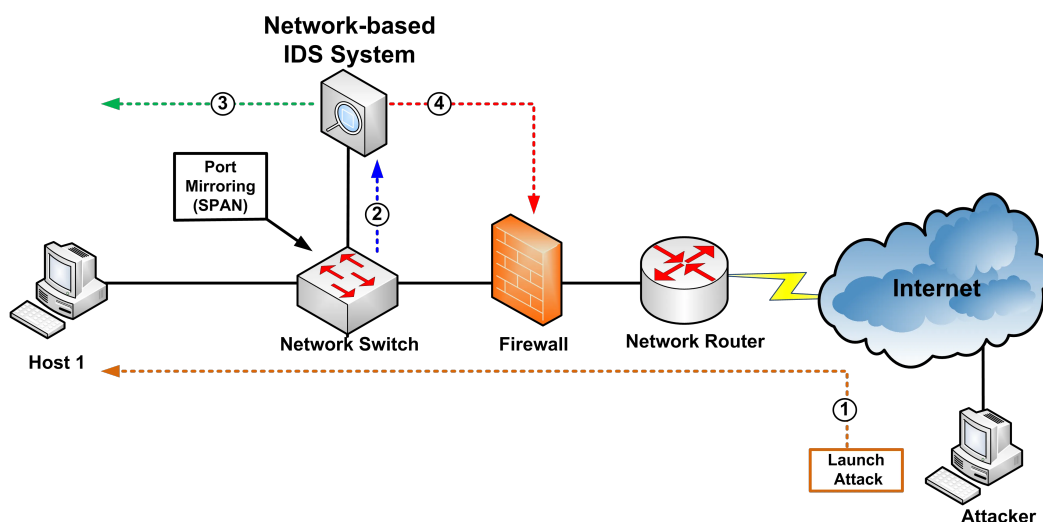 Network-based
IDS System
3
4
Port
Mirroring
(SPAN)
2
Internet
Network Switch
Firewall
Network Router
Host 1
1
Launch
Attack
Attacker